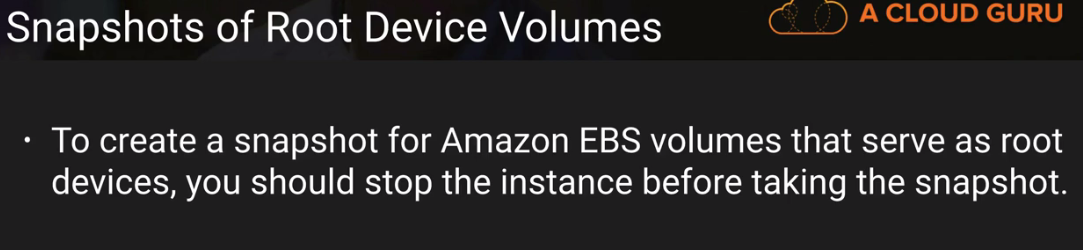 Snapshots of Root Device Volumes
A CLOUD GURU
• To create a snapshot for Amazon EBS volumes that serve as root
devices, you should stop the instance before taking the snapshot.